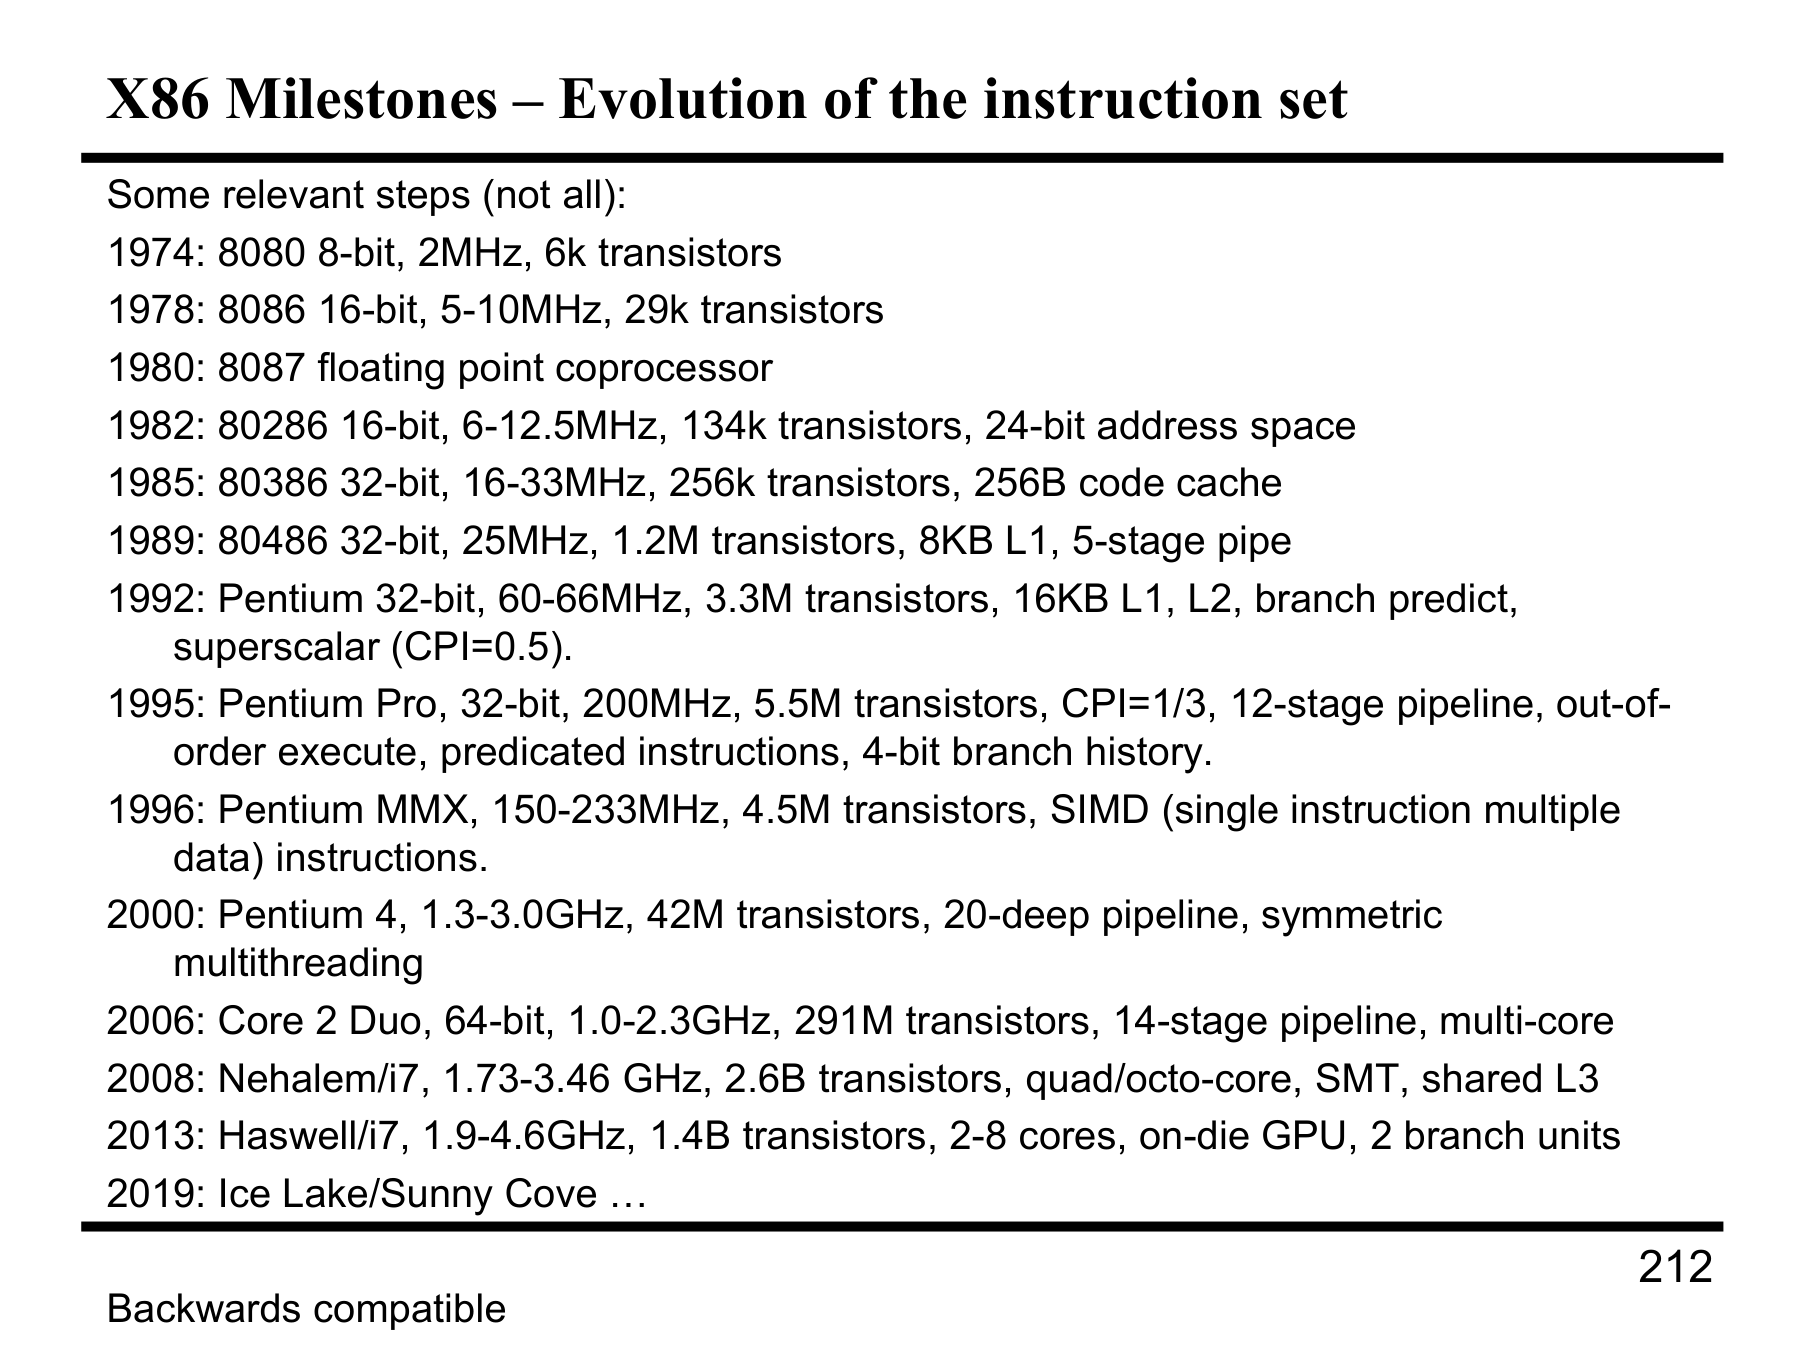 X86 Milestones – Evolution of the instruction set
Some relevant steps (not all):
1974: 8080 8-bit, 2MHz, 6k transistors
1978: 8086 16-bit, 5-10MHz, 29k transistors
1980: 8087 floating point coprocessor
1982: 80286 16-bit, 6-12.5MHz, 134k transistors, 24-bit address space
1985: 80386 32-bit, 16-33MHz, 256k transistors, 256B code cache
1989: 80486 32-bit, 25MHz, 1.2M transistors, 8KB L1, 5-stage pipe
1992: Pentium 32-bit, 60-66MHz, 3.3M transistors, 16KB L1, L2, branch predict,
superscalar (CPI=0.5).
1995: Pentium Pro, 32-bit, 200MHz, 5.5M transistors, CPI=1/3, 12-stage pipeline, out-of-
order execute, predicated instructions, 4-bit branch history.
1996: Pentium MMX, 150-233MHz, 4.5M transistors, SIMD (single instruction multiple
data) instructions.
2000: Pentium 4, 1.3-3.0GHz, 42M transistors, 20-deep pipeline, symmetric
multithreading
2006: Core 2 Duo, 64-bit, 1.0-2.3GHz, 291M transistors, 14-stage pipeline, multi-core
2008: Nehalem/i7, 1.73-3.46 GHz, 2.6B transistors, quad/octo-core, SMT, shared L3
2013: Haswell/i7, 1.9-4.6GHz, 1.4B transistors, 2-8 cores, on-die GPU, 2 branch units
2019: Ice Lake/Sunny Cove …
212
Backwards compatible